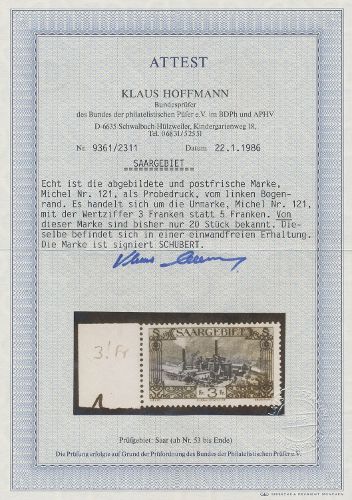 ATTEST
KLAUS HOFFMANN
Bundesprüfer
des Bundes der philatelistischen Prüfer e.V. im BDPh und APHV
D-6635 Schwalbach-Hülzweiler, Kindergartenweg 18,
Tel. 06831/52551
Nr. 9361/2311 Datum 22.1.1986
SAARGEBIET
Echt ist die abgebildete und postfrische Marke,
Michel Nr. 121, als Probedruck, vom linken Bogen-
rand. Es handelt sich um die Urmarke, Michel Nr. 121,
mit der Wertziffer 3 Franken statt 5 Franken. Von
dieser Marke sind bisher nur 20 Stück bekannt. Die-
selbe befindet sich in einer einwandfreien Erhaltung.
Die Marke ist signiert SCHUBERT.
3! Fr
SAARGEBIET
Fr. 3 Fr.
Prüfgebiet: Saar (ab Nr. 53 bis Ende)
Die Prüfung erfolgte auf Grund der Prüfordnung des Bundes der Philatelistischen Prüfer e.V.